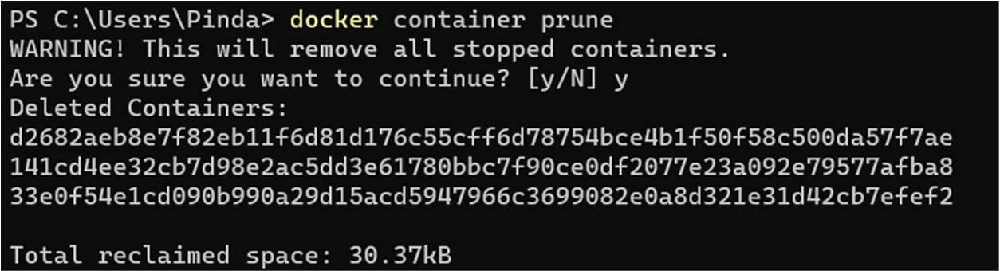 PS C:\Users\Pinda> docker container prune
WARNING! This will remove all stopped containers.
Are you sure you want to continue? [y/N] y
Deleted Containers:
d2682aeb8e7f82eb11f6d81d176c55cff6d78754bce4b1f50f58c500da57f7ae
141cd4ee32cb7d98e2ac5dd3e61780bbc7f90ce0df2077e23a092e79577afba8
33e0f54e1cd090b990a29d15acd5947966c3699082e0a8d321e31d42cb7efef2
Total reclaimed space: 30.37kB